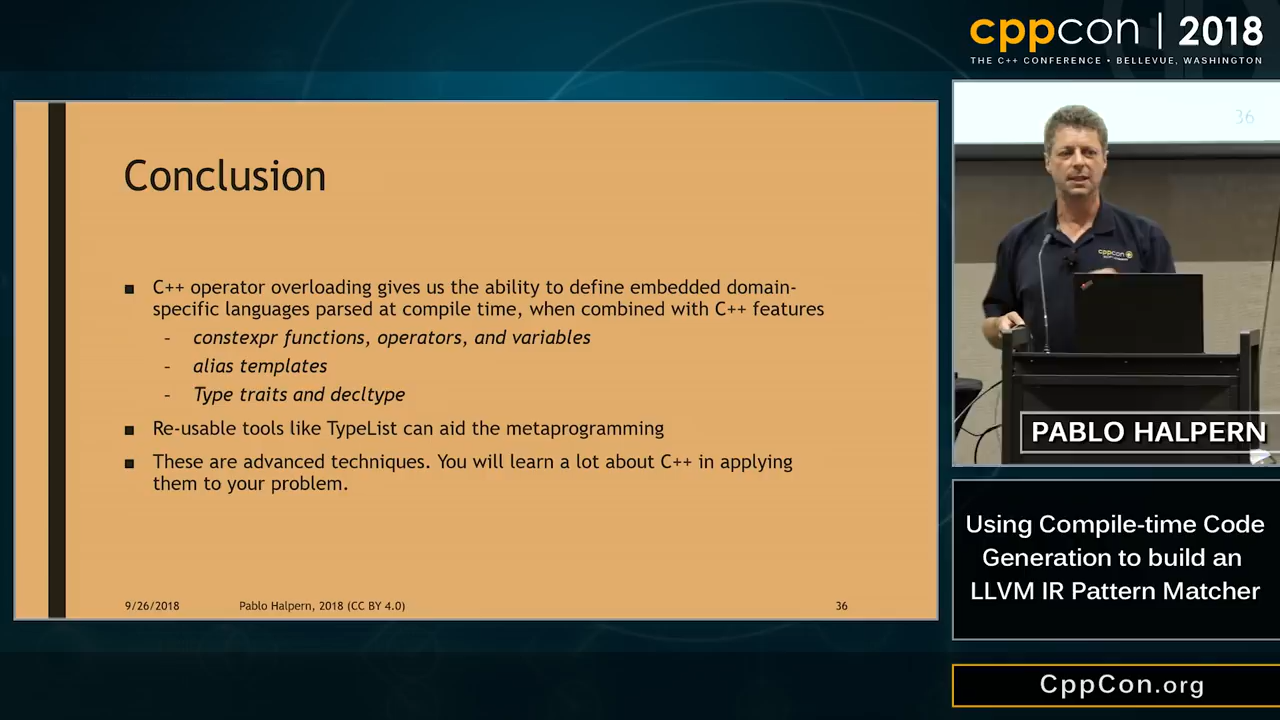 cppcon | 2018
THE C++ CONFERENCE • BELLEVUE, WASHINGTON
36
Conclusion
■ C++ operator overloading gives us the ability to define embedded domain-
specific languages parsed at compile time, when combined with C++ features
- constexpr functions, operators, and variables
- alias templates
- Type traits and decltype
■ Re-usable tools like TypeList can aid the metaprogramming
■ These are advanced techniques. You will learn a lot about C++ in applying
them to your problem.
9/26/2018 Pablo Halpern, 2018 (CC BY 4.0) 36
cppcon
PABLO HALPERN
Using Compile-time Code
Generation to build an
LLVM IR Pattern Matcher
CppCon.org